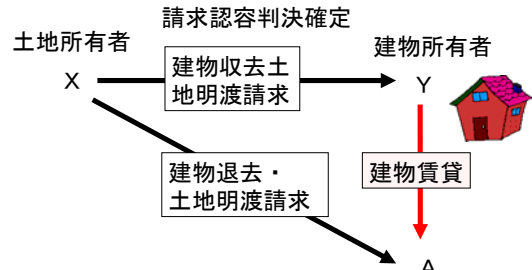 請求認容判決確定
土地所有者
建物所有者
X
建物収去土
地明渡請求
Y
建物退去・
土地明渡請求
建物賃貸
A